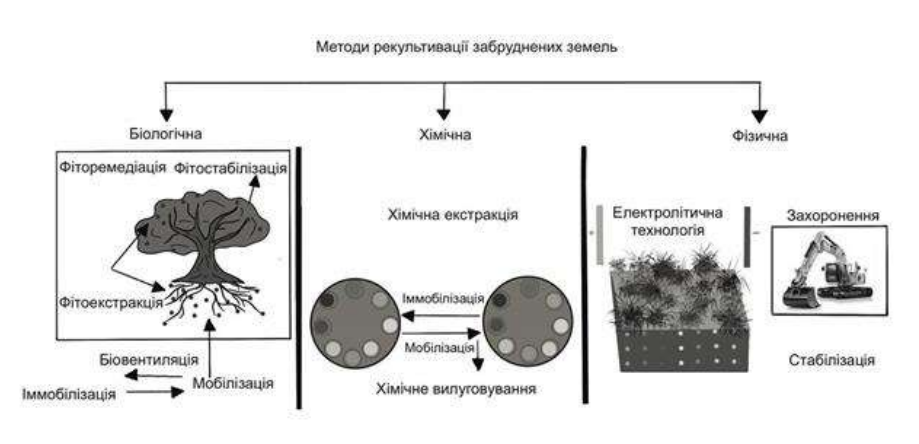 Методи рекультивації забруднених земель
Біологічна
Хімічна
Фізична
Фіторемедіація Фітостабілізація
Фітоекстракція
Біовентиляція
Мобілізація
Іммобілізація
Хімічна екстракція
Іммобілізація
Мобілізація
Хімічне вилуговування
Електролітична
технологія
+
−
Захоронення
Стабілізація